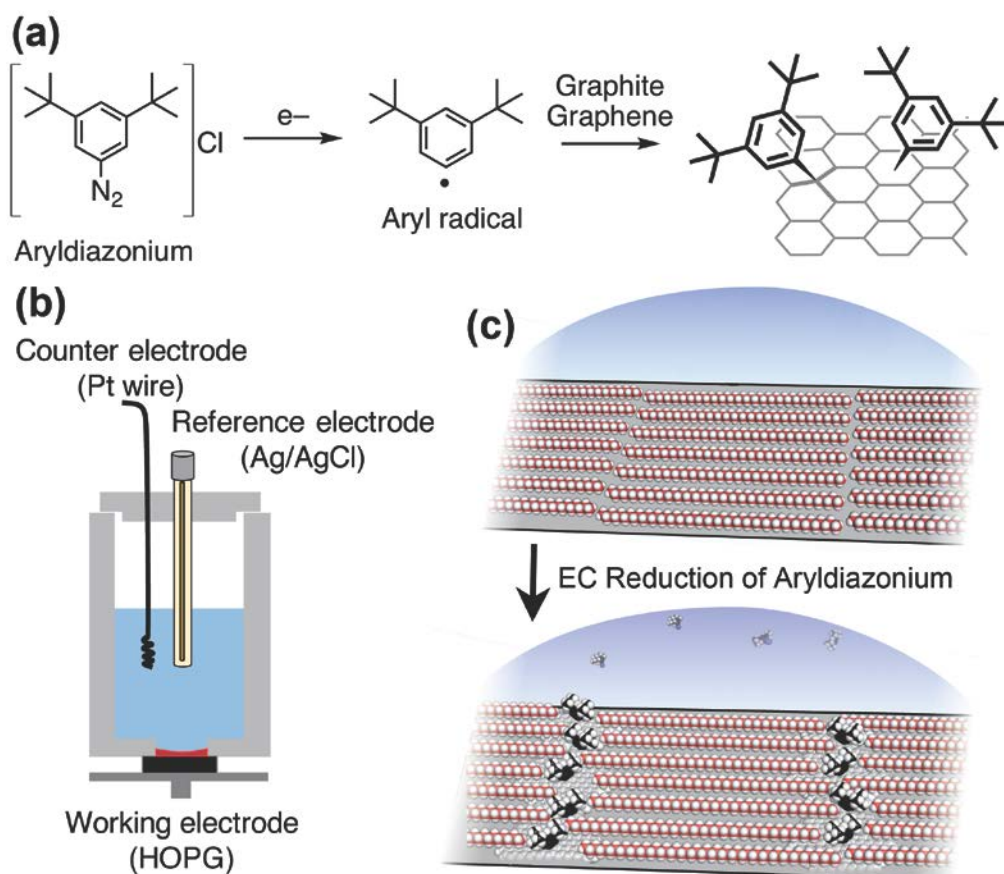 (a)
N₂
Cl
Aryldiazonium
e–
Aryl radical
Graphite
Graphene
(b)
Counter electrode
(Pt wire)
Reference electrode
(Ag/AgCl)
Working electrode
(HOPG)
(c)
EC Reduction of Aryldiazonium